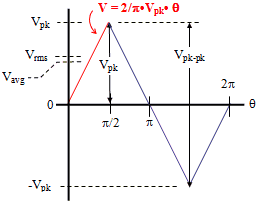 V = 2/π•Vpk• θ
Vpk
Vrms
Vavg
Vpk
Vpk-pk
2π
0
π/2
π
θ
-Vpk